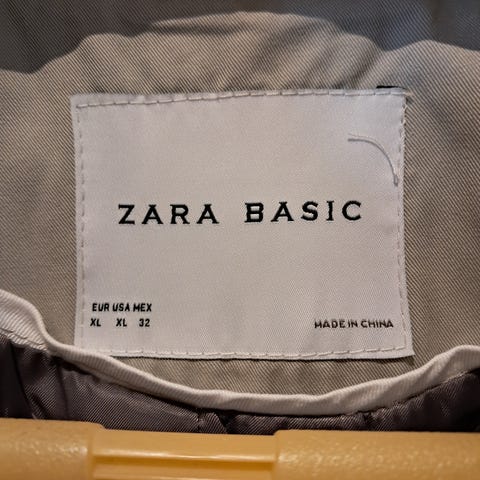 ZARA BASIC
EUR USA MEX
XL XL 32
MADE IN CHINA